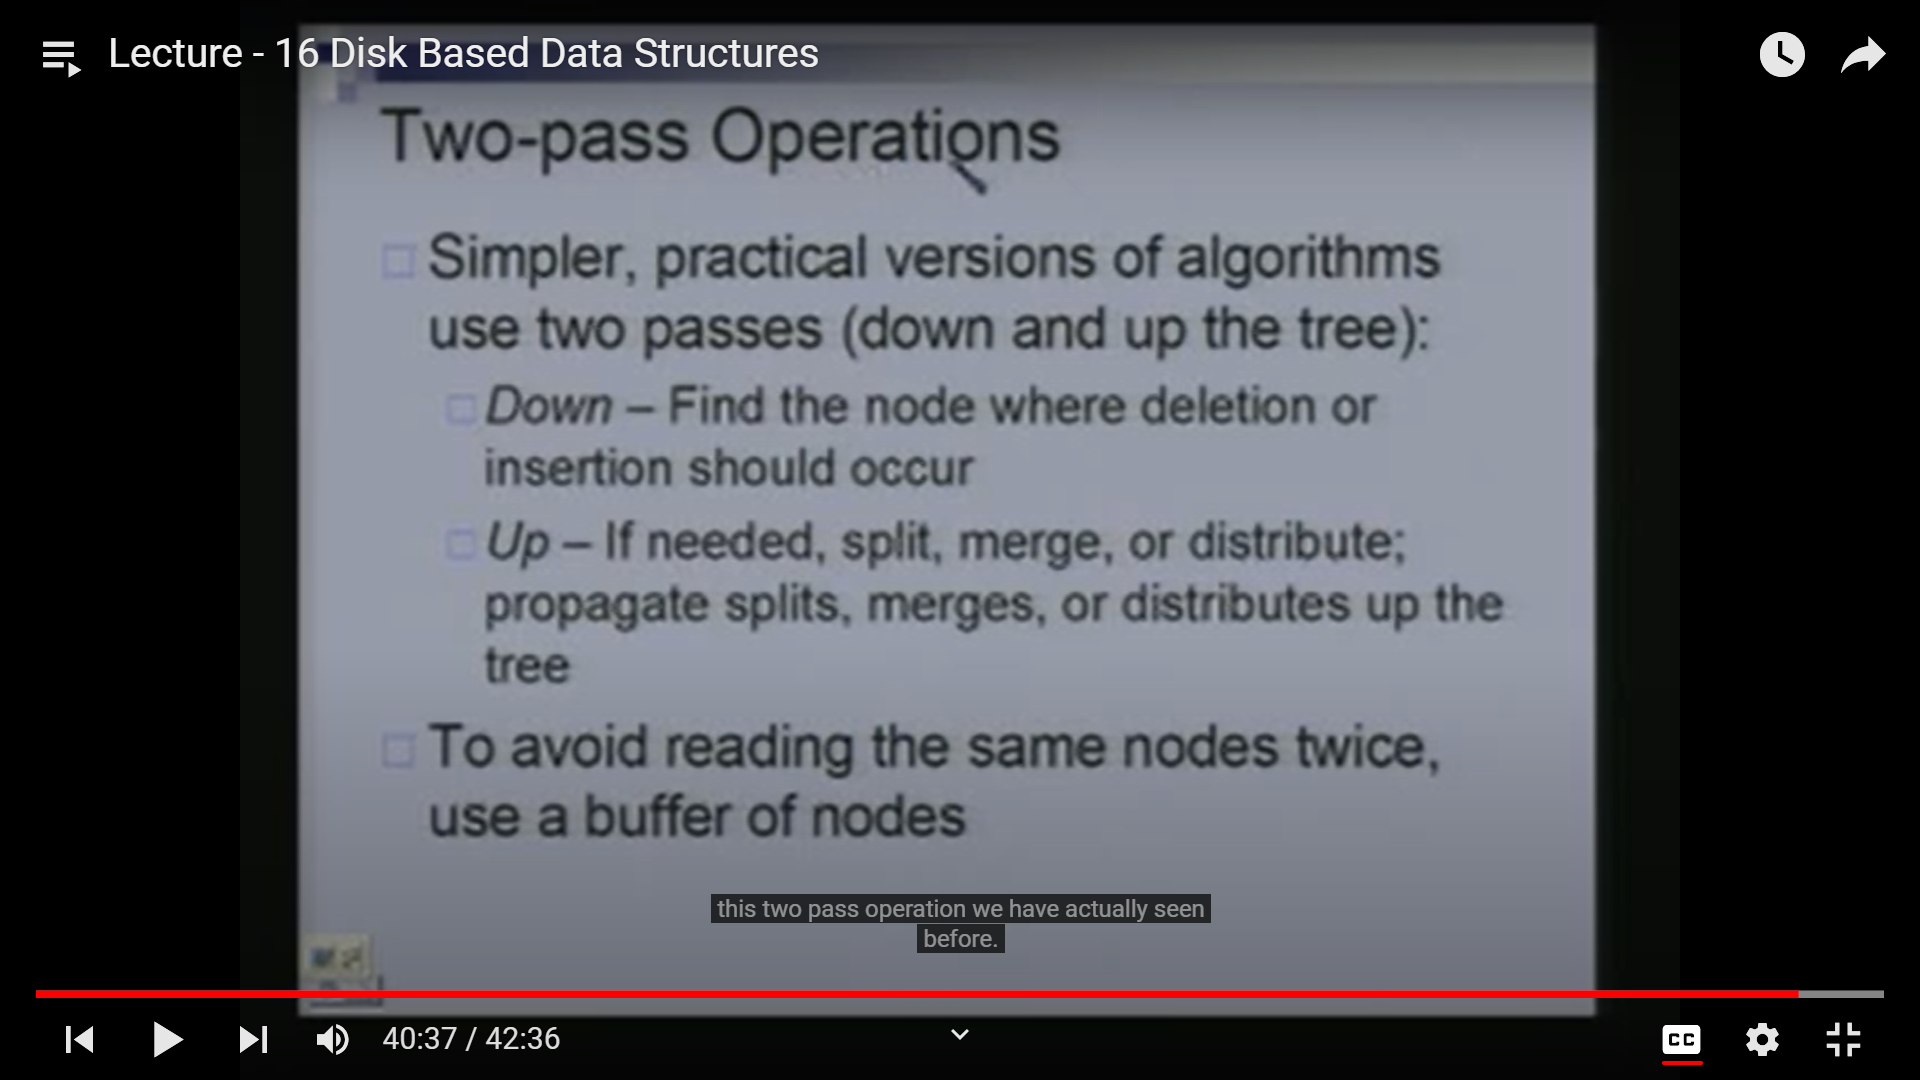 Lecture - 16 Disk Based Data Structures
Two-pass Operations
Simpler, practical versions of algorithms
use two passes (down and up the tree):
Down – Find the node where deletion or
insertion should occur
Up – If needed, split, merge, or distribute;
propagate splits, merges, or distributes up the
tree
To avoid reading the same nodes twice,
use a buffer of nodes
this two pass operation we have actually seen
before.
40:37 / 42:36
CC